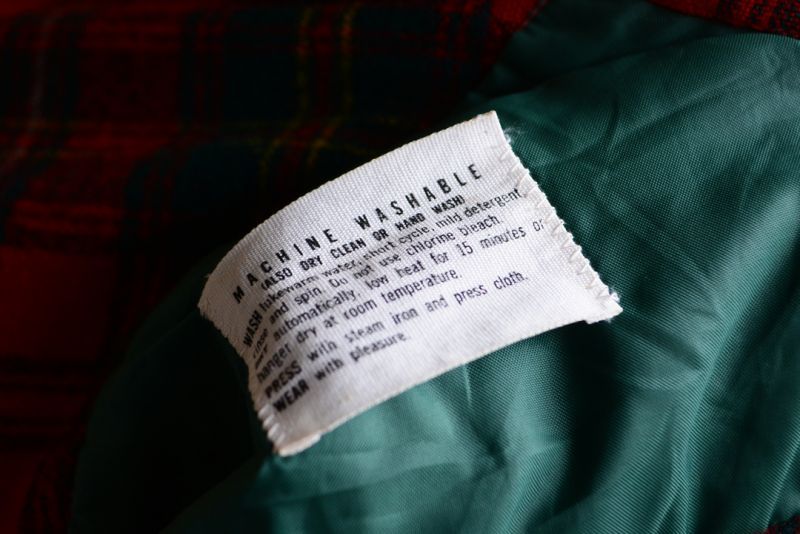 MACHINE WASHABLE
(ALSO DRY CLEAN OR HAND WASH)
WASH lukewarm water, short cycle, mild detergent
rinse and spin. Do not use chlorine bleach.
automatically, low heat for 15 minutes or
hanger dry at room temperature.
PRESS with steam iron and press cloth.
WEAR with pleasure.